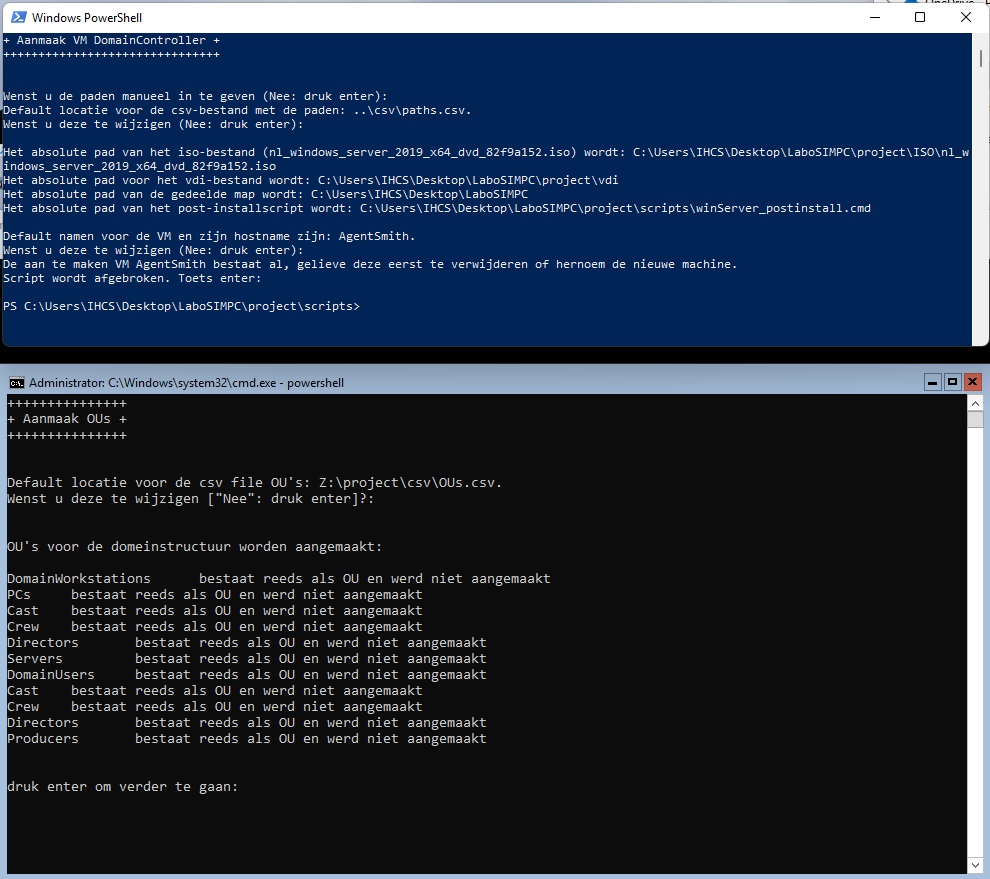 OneDrive
Windows PowerShell
+ Aanmaak VM DomainController +
+++++++++++++++++++++++++++++++
Wenst u de paden manueel in te geven (Nee: druk enter):
Default locatie voor de csv-bestand met de paden: ..\csv\paths.csv.
Wenst u deze te wijzigen (Nee: druk enter):
Het absolute pad van het iso-bestand (nl_windows_server_2019_x64_dvd_82f9a152.iso) wordt: C:\Users\IHCS\Desktop\LaboSIMPC\project\ISO\nl_w
indows_server_2019_x64_dvd_82f9a152.iso
Het absolute pad voor het vdi-bestand wordt: C:\Users\IHCS\Desktop\LaboSIMPC\project\vdi
Het absolute pad van de gedeelde map wordt: C:\Users\IHCS\Desktop\LaboSIMPC
Het absolute pad van het post-installscript wordt: C:\Users\IHCS\Desktop\LaboSIMPC\project\scripts\winServer_postinstall.cmd
Default namen voor de VM en zijn hostname zijn: AgentSmith.
Wenst u deze te wijzigen (Nee: druk enter):
De aan te maken VM AgentSmith bestaat al, gelieve deze eerst te verwijderen of hernoem de nieuwe machine.
Script wordt afgebroken. Toets enter:
PS C:\Users\IHCS\Desktop\LaboSIMPC\project\scripts>
Administrator: C:\Windows\system32\cmd.exe - powershell
+++++++++++++++
+ Aanmaak OUs +
+++++++++++++++
Default locatie voor de csv file OU's: Z:\project\csv\OUs.csv.
Wenst u deze te wijzigen ["Nee": druk enter]?:
OU's voor de domeinstructuur worden aangemaakt:
DomainWorkstations bestaat reeds als OU en werd niet aangemaakt
PCs bestaat reeds als OU en werd niet aangemaakt
Cast bestaat reeds als OU en werd niet aangemaakt
Crew bestaat reeds als OU en werd niet aangemaakt
Directors bestaat reeds als OU en werd niet aangemaakt
Servers bestaat reeds als OU en werd niet aangemaakt
DomainUsers bestaat reeds als OU en werd niet aangemaakt
Cast bestaat reeds als OU en werd niet aangemaakt
Crew bestaat reeds als OU en werd niet aangemaakt
Directors bestaat reeds als OU en werd niet aangemaakt
Producers bestaat reeds als OU en werd niet aangemaakt
druk enter om verder te gaan: